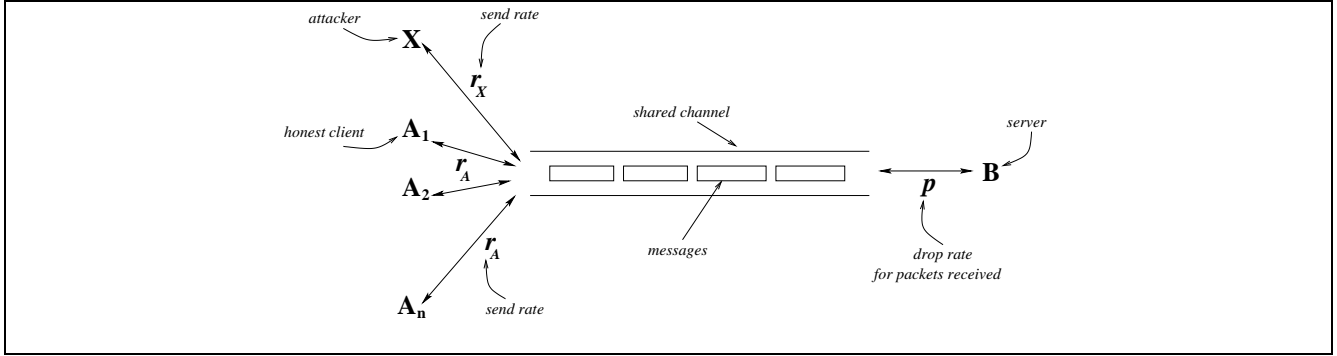 attacker
send rate
X
r_X
shared channel
server
honest client
A_1
r_A
A_2
B
p
messages
r_A
drop rate
for packets received
A_n
send rate